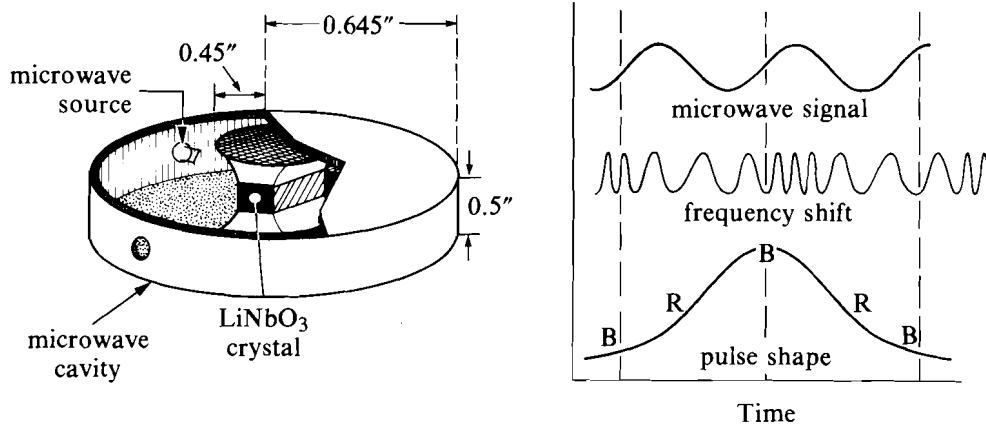 0.645″
0.45″
microwave
source
0.5″
LiNbO₃
crystal
microwave
cavity
microwave signal
frequency shift
B
R
R
B
B
pulse shape
Time